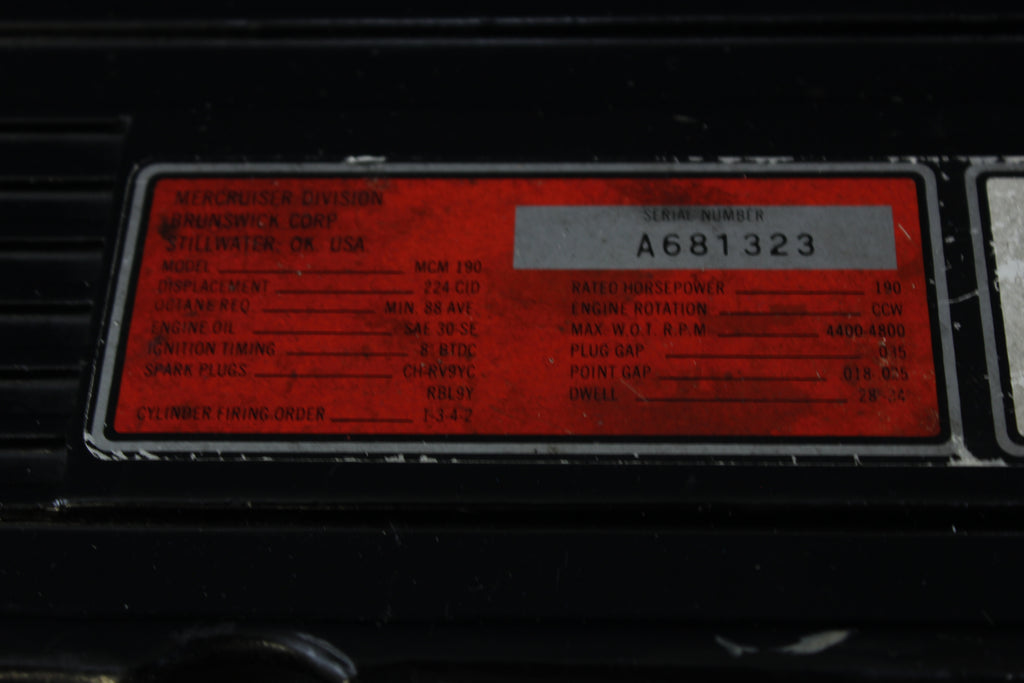 MERCRUISER DIVISION
BRUNSWICK CORP
STILLWATER, OK. USA
MODEL MCM 190
DISPLACEMENT 224 CID
OCTANE REQ MIN. 88 AVE
ENGINE OIL SAE 30-SE
IGNITION TIMING 8° BTDC
SPARK PLUGS CH-RV9YC
RBL9Y
CYLINDER FIRING ORDER 1-3-4-2
SERIAL NUMBER
A681323
RATED HORSEPOWER 190
ENGINE ROTATION CCW
MAX. W.O.T. R.P.M 4400-4800
PLUG GAP .035
POINT GAP
DWELL